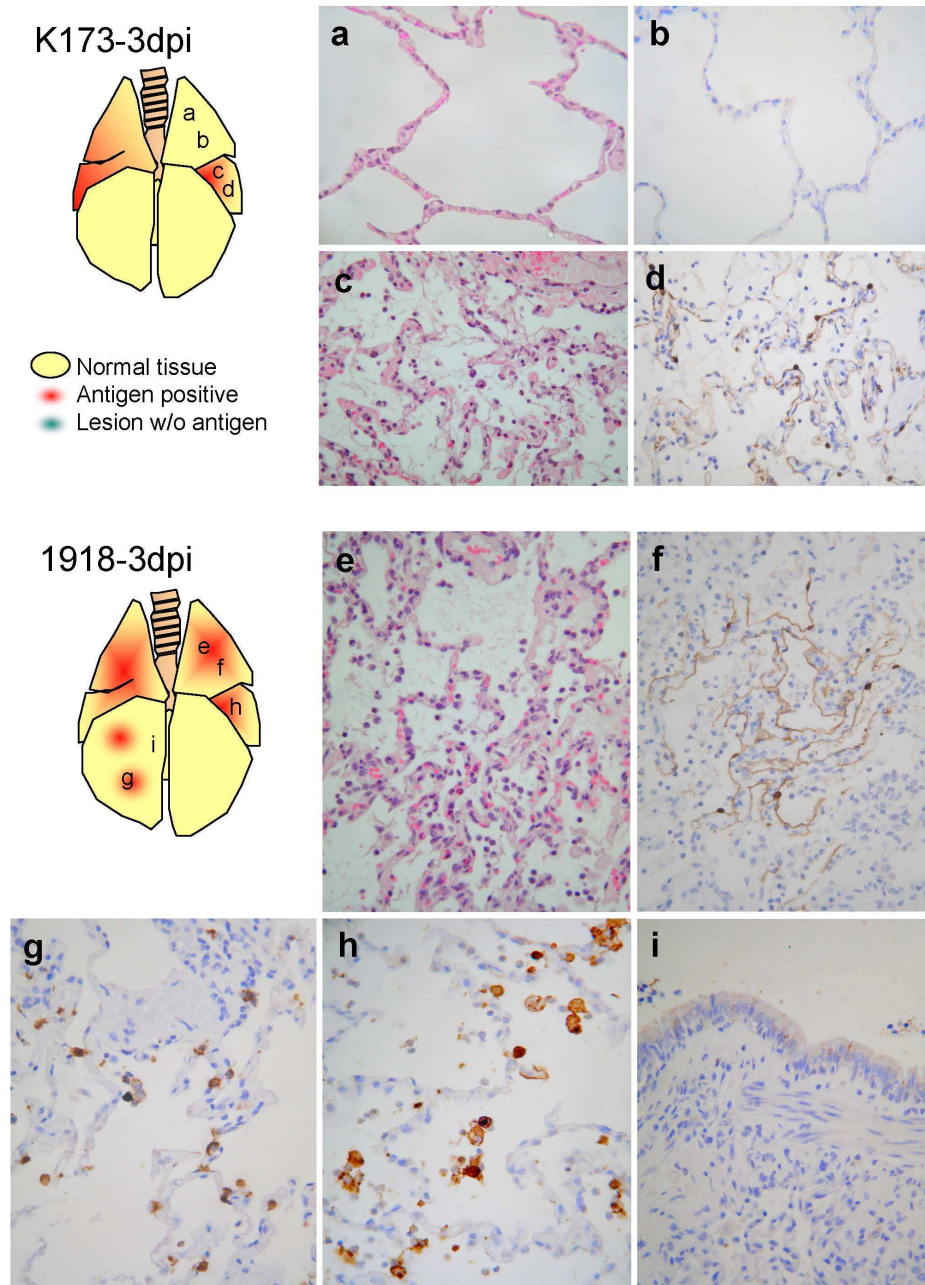 K173-3dpi
a
b
a
b
c
d
c
d
Normal tissue
Antigen positive
Lesion w/o antigen
1918-3dpi
e
f
e
f
h
i
g
g
h
i